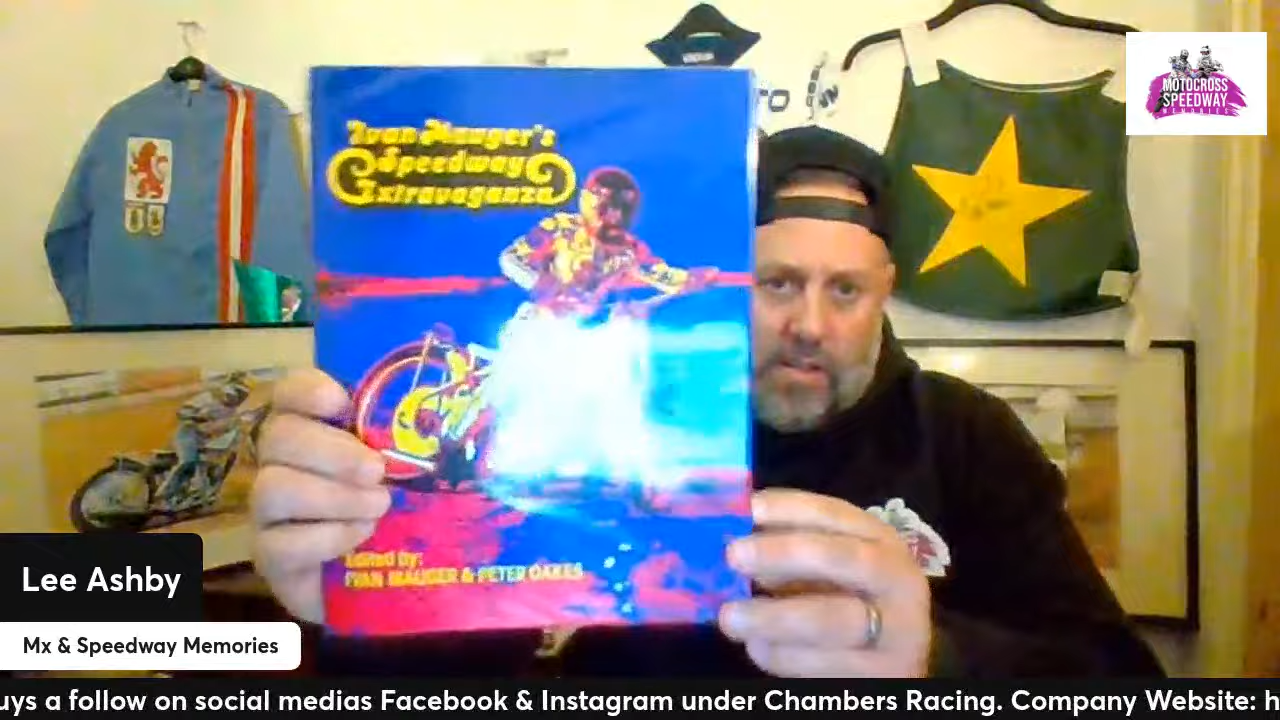 Ivan Mauger's
Speedway
Extravaganza
Edited by:
IVAN MAUGER & PETER OAKES
MOTOCROSS
SPEEDWAY
MEMORIES
Lee Ashby
Mx & Speedway Memories
uys a follow on social medias Facebook & Instagram under Chambers Racing. Company Website: h